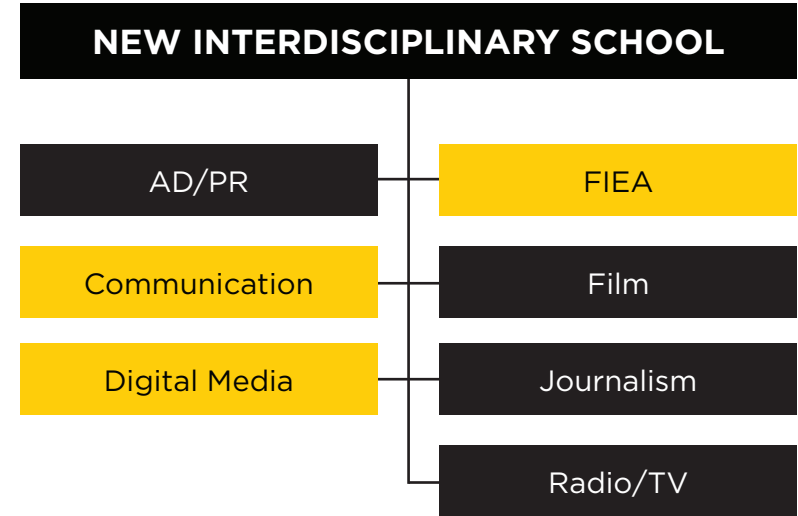 NEW INTERDISCIPLINARY SCHOOL
AD/PR
FIEA
Communication
Film
Digital Media
Journalism
Radio/TV